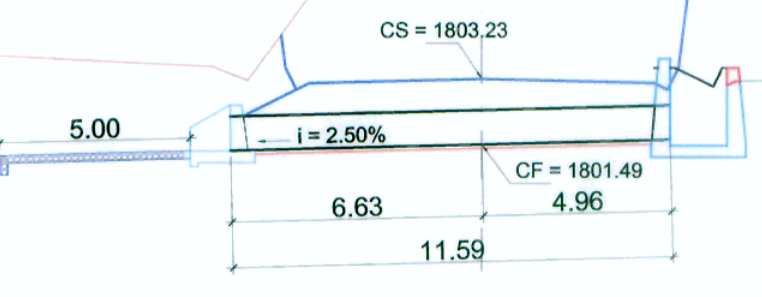 CS = 1803.23
5.00
i = 2.50%
CF = 1801.49
6.63
4.96
11.59